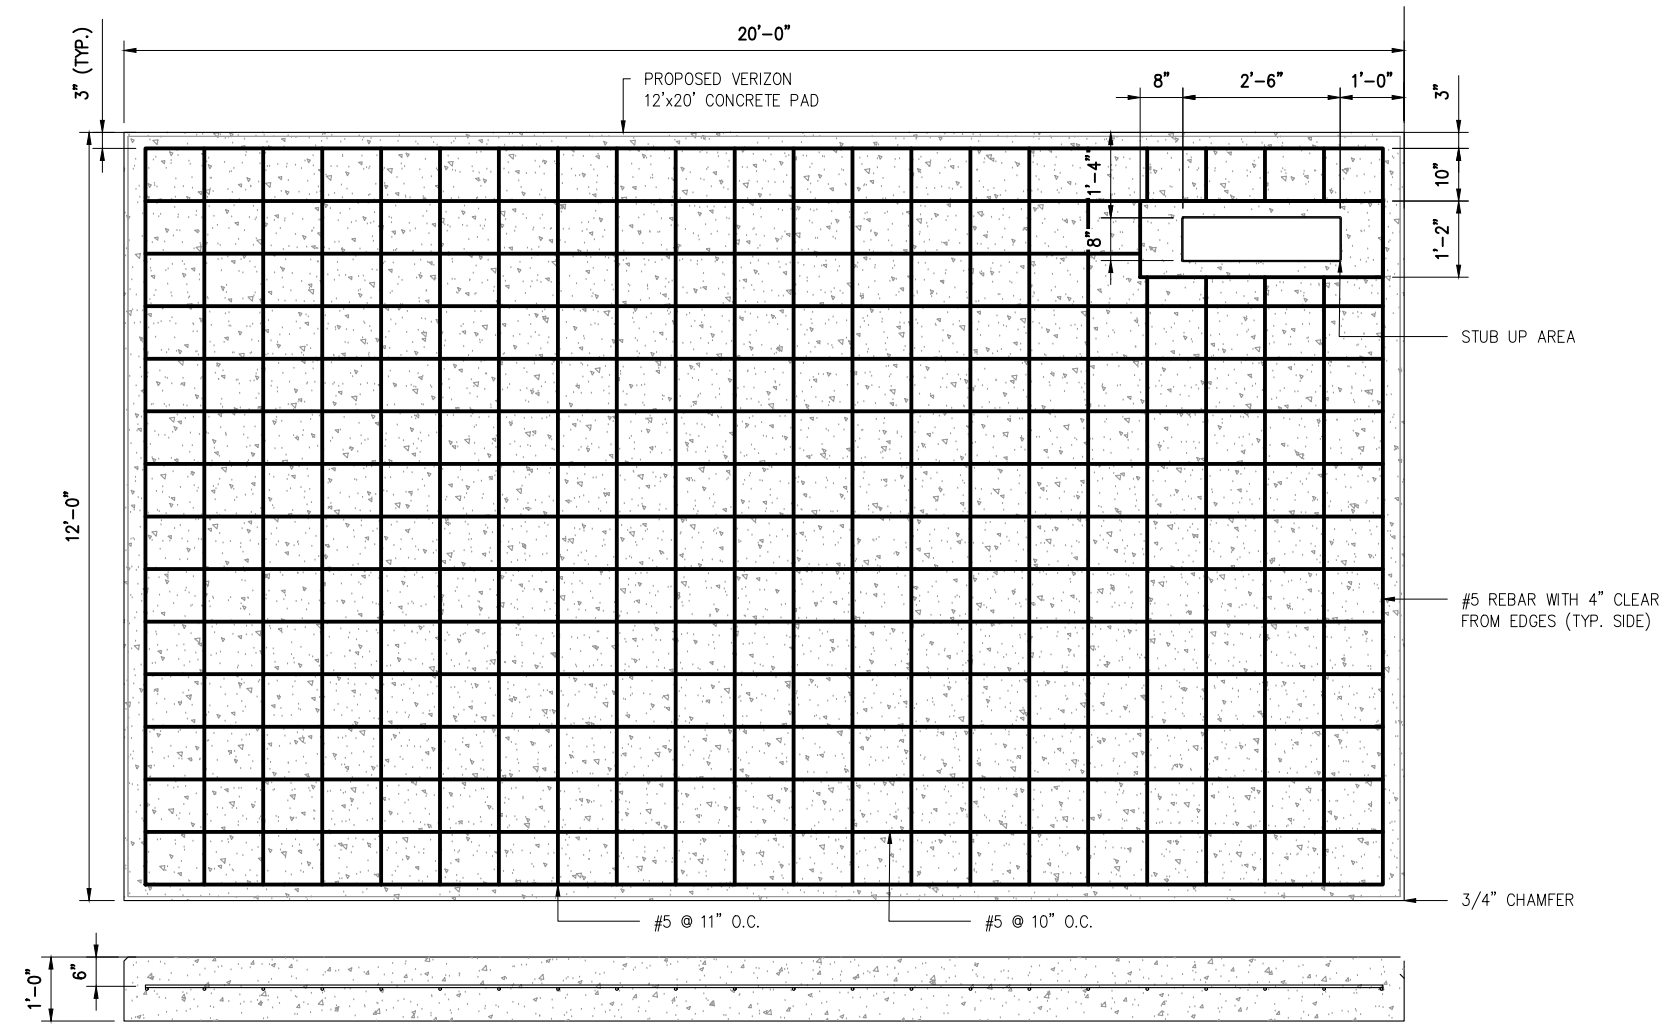 20'-0"
3" (TYP.)
PROPOSED VERIZON
12'x20' CONCRETE PAD
8"
2'-6"
1'-0"
3"
1'-4"
10"
8"
1'-2"
STUB UP AREA
12'-0"
#5 REBAR WITH 4" CLEAR
FROM EDGES (TYP. SIDE)
3/4" CHAMFER
#5 @ 11" O.C.
#5 @ 10" O.C.
1'-0"
6"